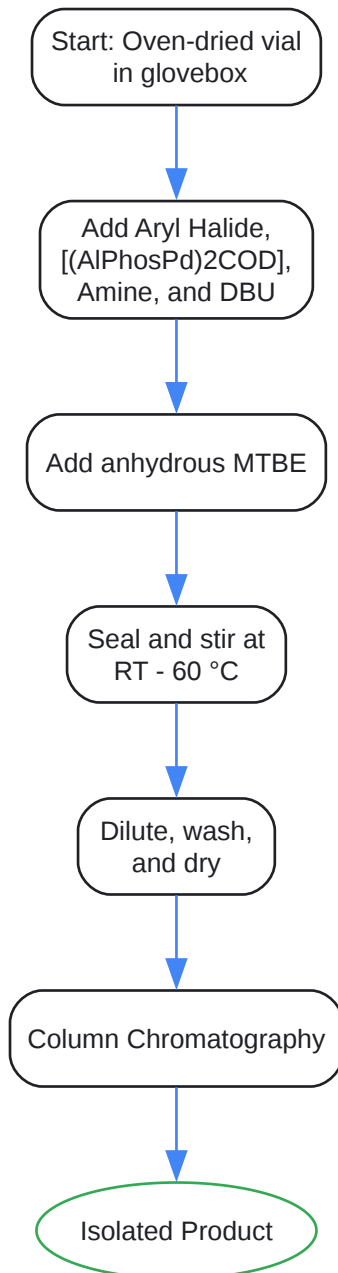 Start: Oven-dried vial
in glovebox
Add Aryl Halide,
[(AlPhosPd)2COD],
Amine, and DBU
Add anhydrous MTBE
Seal and stir at
RT - 60 °C
Dilute, wash,
and dry
Column Chromatography
Isolated Product